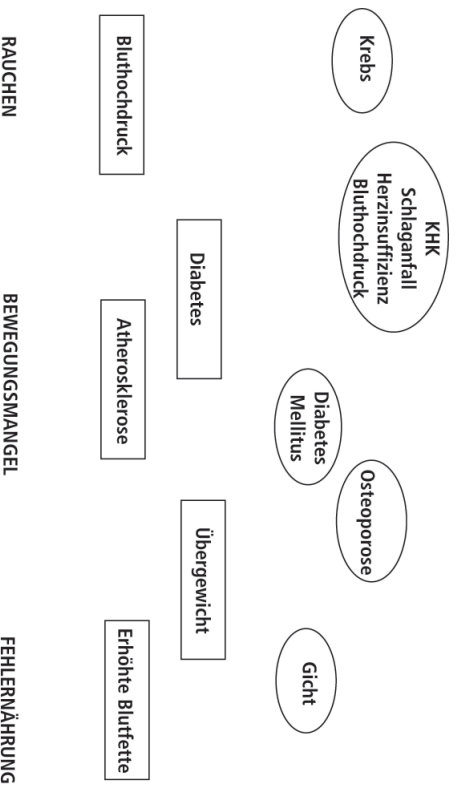 Krebs
KHK
Schlaganfall
Herzinsuffizienz
Bluthochdruck
Diabetes
Mellitus
Osteoporose
Gicht
Diabetes
Übergewicht
Bluthochdruck
Atherosklerose
Erhöhte Blutfette
RAUCHEN
BEWEGUNGSMANGEL
FEHLERNÄHRUNG